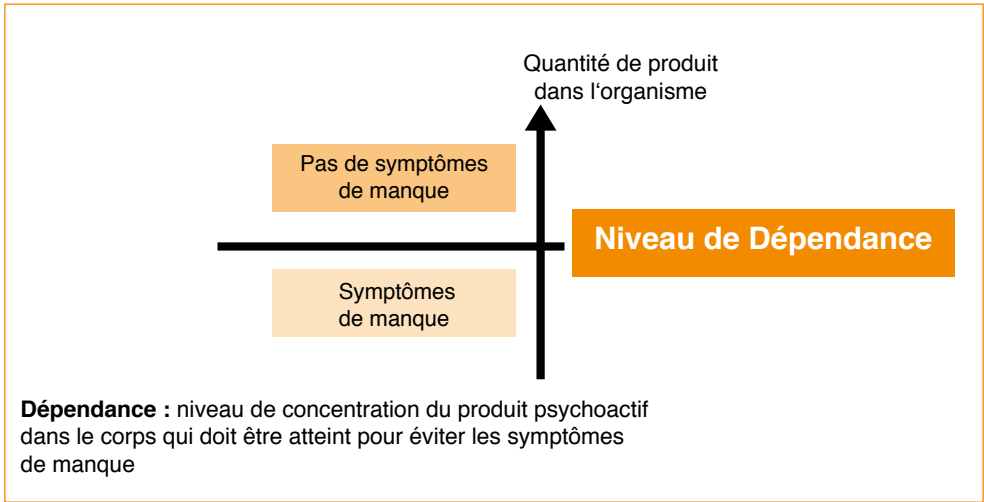 Quantité de produit
dans l‘organisme
Pas de symptômes
de manque
Niveau de Dépendance
Symptômes
de manque
Dépendance : niveau de concentration du produit psychoactif
dans le corps qui doit être atteint pour éviter les symptômes
de manque